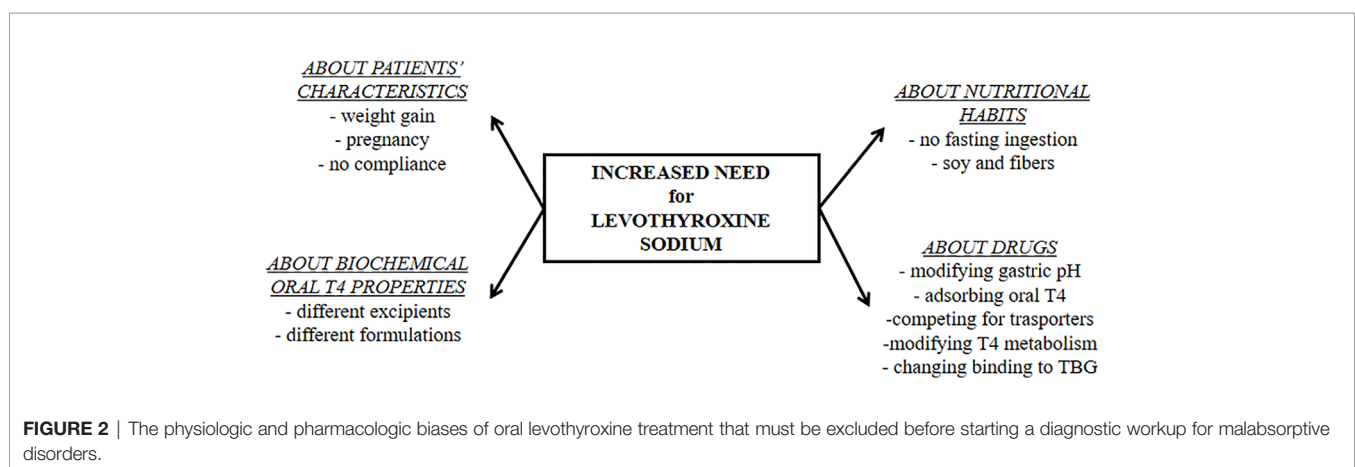 ABOUT PATIENTS'
CHARACTERISTICS
- weight gain
- pregnancy
- no compliance
ABOUT BIOCHEMICAL
ORAL T4 PROPERTIES
- different excipients
- different formulations
INCREASED NEED
for
LEVOTHYROXINE
SODIUM
ABOUT NUTRITIONAL
HABITS
- no fasting ingestion
- soy and fibers
ABOUT DRUGS
- modifying gastric pH
- adsorbing oral T4
-competing for trasporters
-modifying T4 metabolism
- changing binding to TBG
FIGURE 2 | The physiologic and pharmacologic biases of oral levothyroxine treatment that must be excluded before starting a diagnostic workup for malabsorptive
disorders.